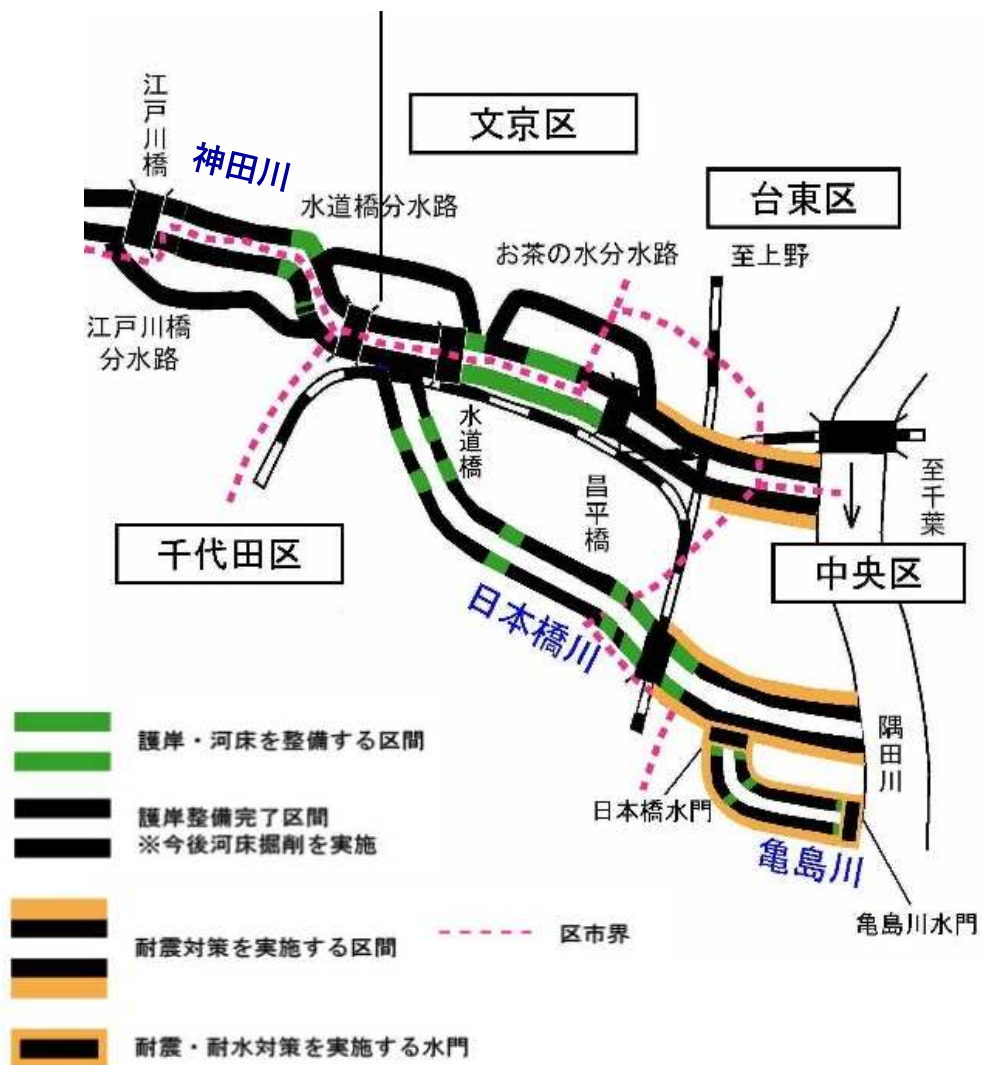 江戸川橋
神田川
文京区
水道橋分水路
台東区
お茶の水分水路
至上野
江戸川橋
分水路
水道橋
昌平橋
至千葉
千代田区
中央区
日本橋川
隅田川
日本橋水門
亀島川
亀島川水門
護岸・河床を整備する区間
護岸整備完了区間
※今後河床掘削を実施
耐震対策を実施する区間
区市界
耐震・耐水対策を実施する水門